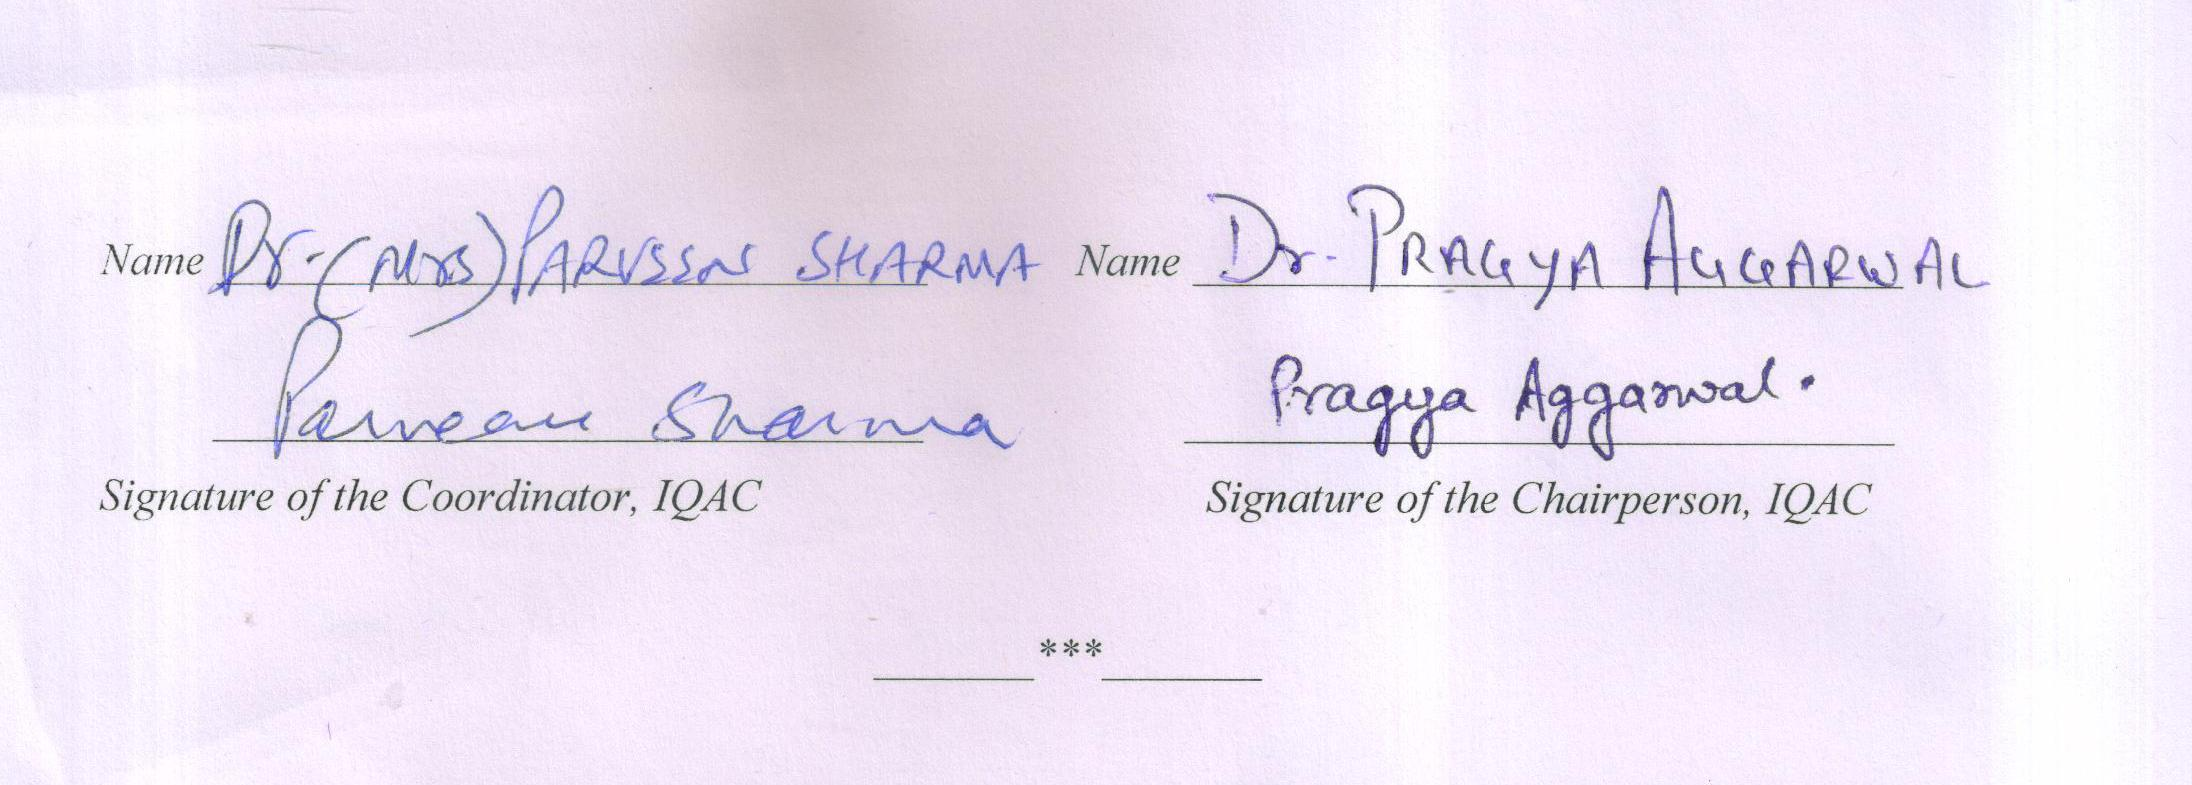 Name Dr. (Mrs) PARVEEN SHARMA Name Dr. PRAGYA AGGARWAL
Parveen Sharma Pragya Aggarwal.
Signature of the Coordinator, IQAC Signature of the Chairperson, IQAC
***